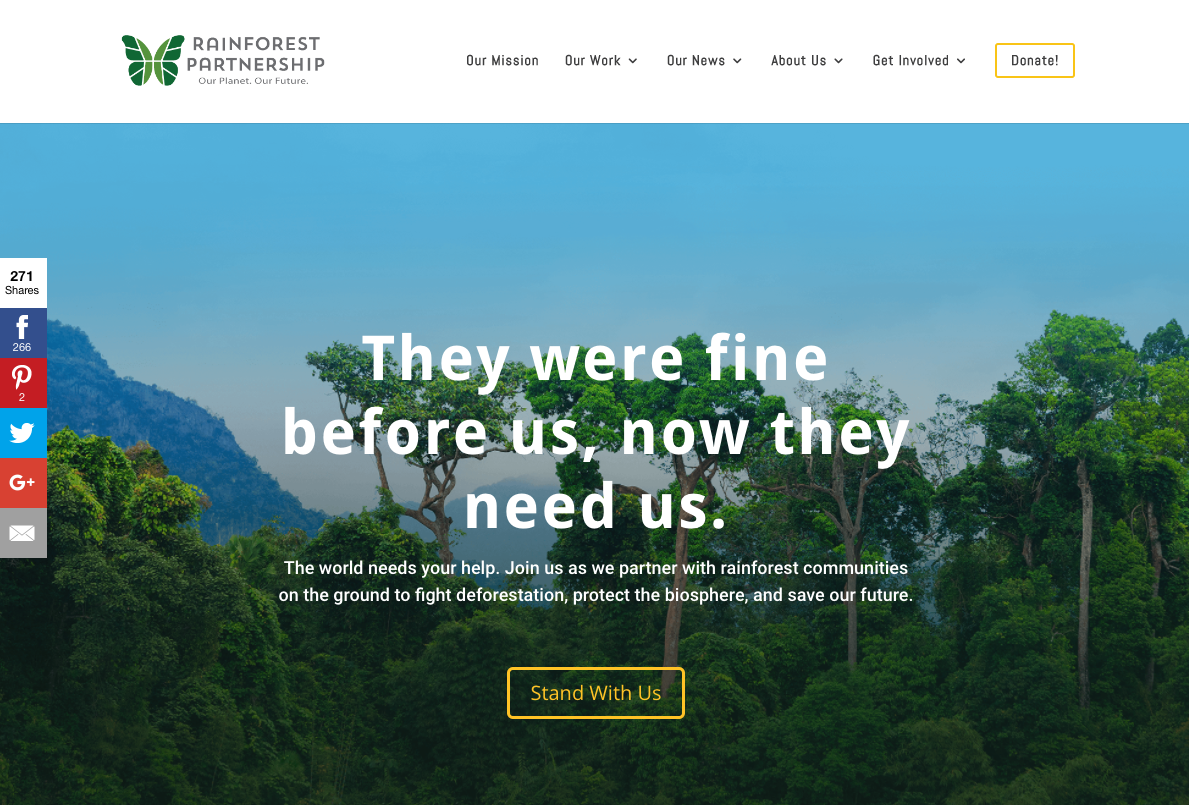 RAINFOREST
PARTNERSHIP
Our Planet. Our Future.
Our Mission Our Work Our News About Us Get Involved Donate!
271
Shares
266
2
They were fine
before us, now they
need us.
The world needs your help. Join us as we partner with rainforest communities
on the ground to fight deforestation, protect the biosphere, and save our future.
Stand With Us